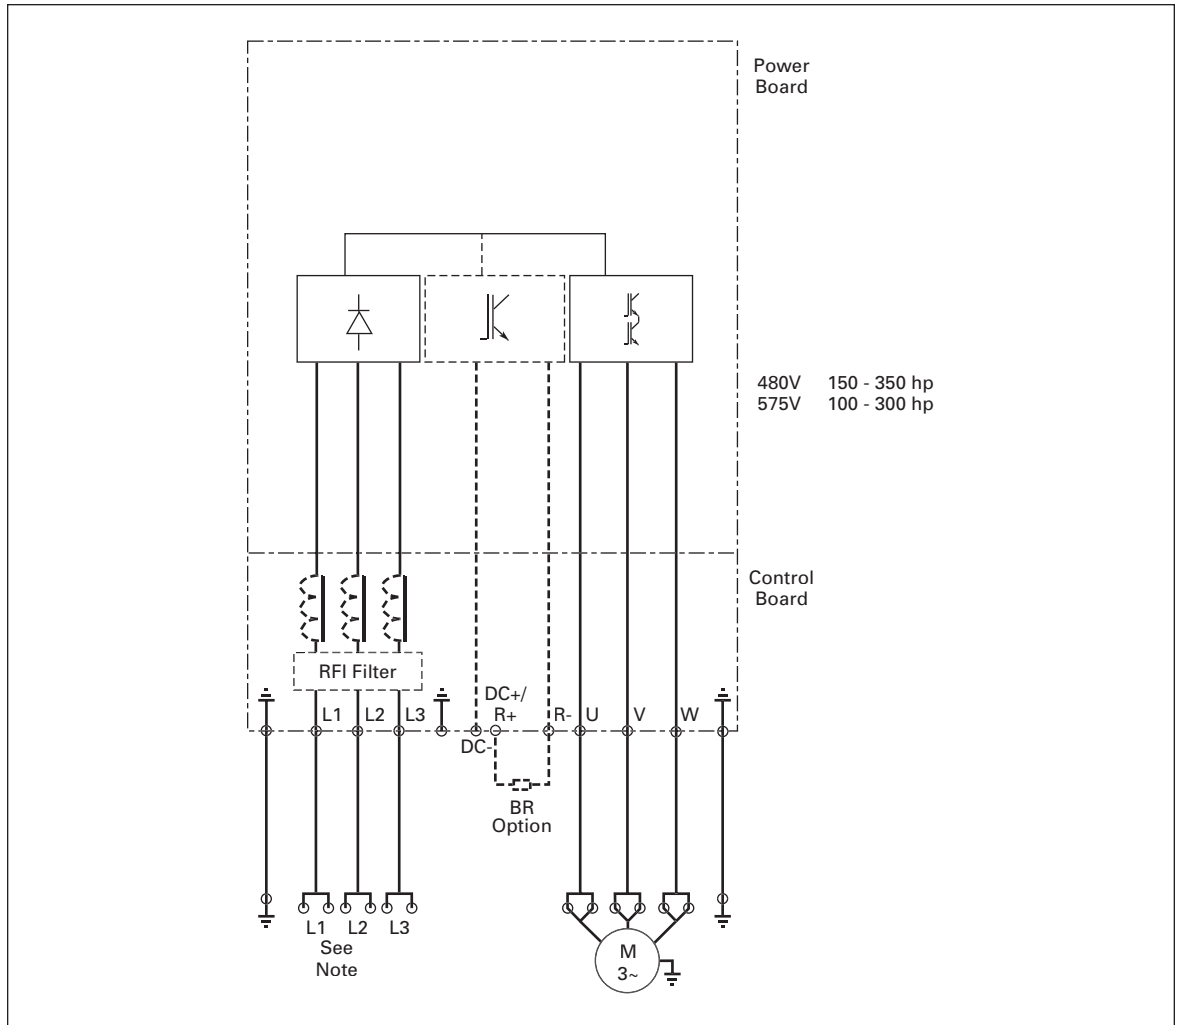 Power
Board
480V 150 - 350 hp
575V 100 - 300 hp
Control
Board
RFI Filter
L1 L2 L3
DC+/
R+
R- U V W
DC-
BR
Option
L1 L2 L3
See
Note
M
3~